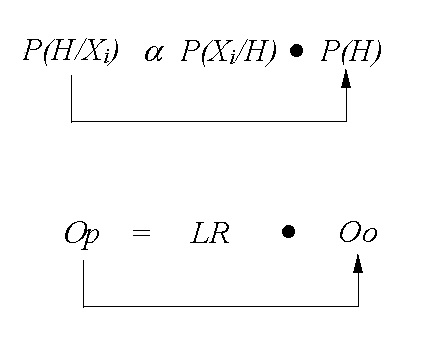 P(H/Xi) α P(Xi/H) ● P(H)
Op = LR ● Oo